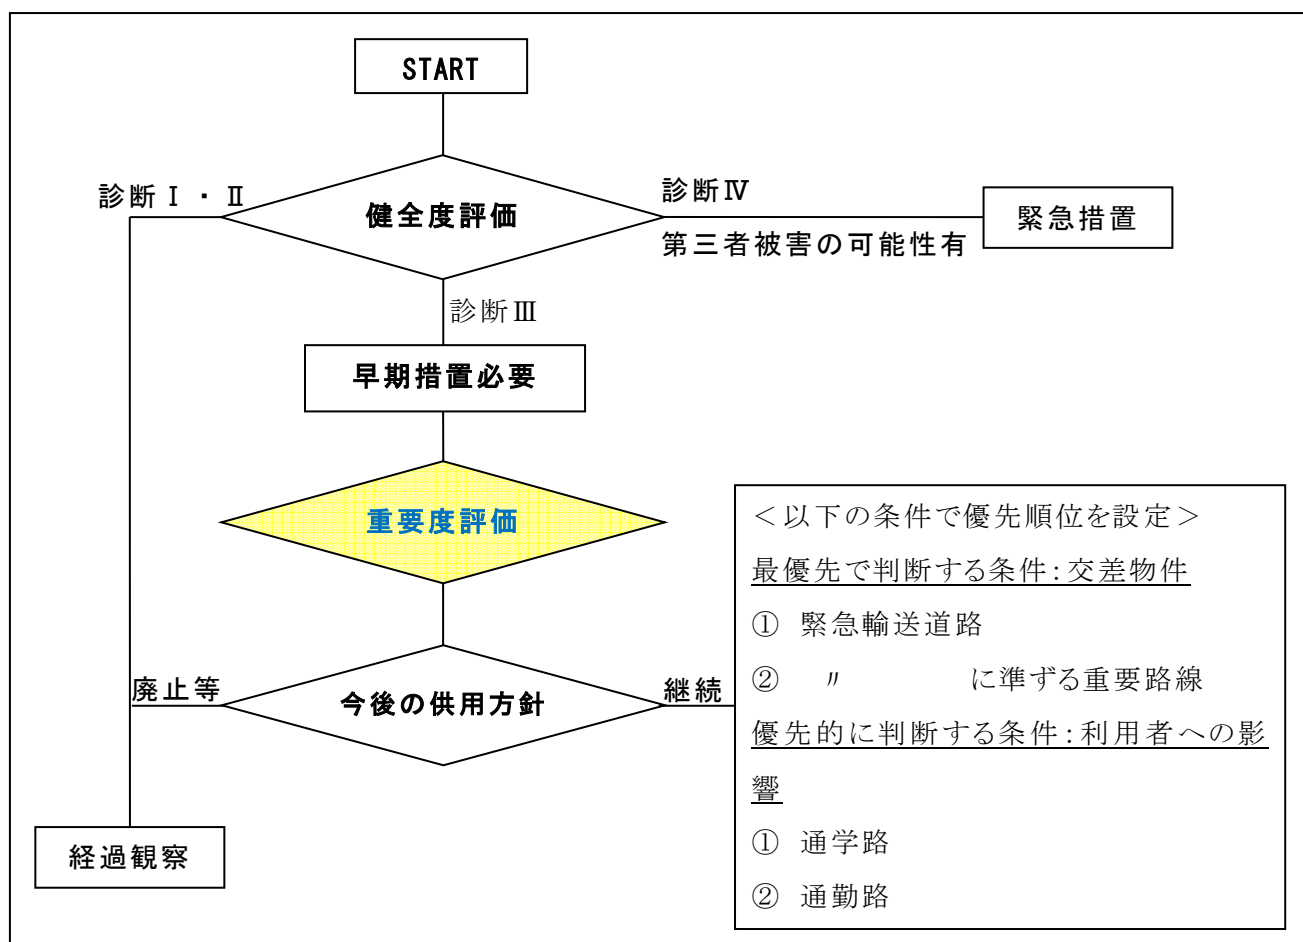 START
診断Ⅰ・Ⅱ
健全度評価
診断Ⅳ
第三者被害の可能性有
緊急措置
診断Ⅲ
早期措置必要
重要度評価
廃止等
今後の供用方針
継続
経過観察
＜以下の条件で優先順位を設定＞
最優先で判断する条件：交差物件
① 緊急輸送道路
② 〃 に準ずる重要路線
優先的に判断する条件：利用者への影
響
① 通学路
② 通勤路